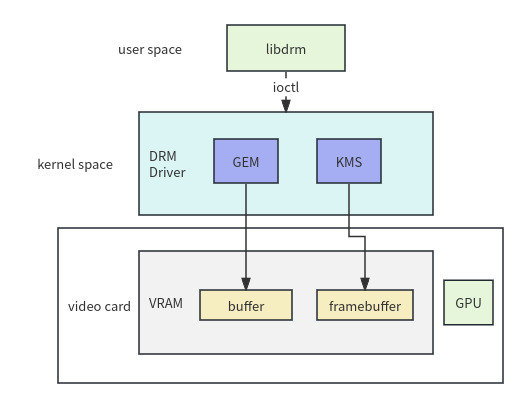 user space
libdrm
ioctl
kernel space
DRM
Driver
GEM
KMS
video card
VRAM
buffer
framebuffer
GPU